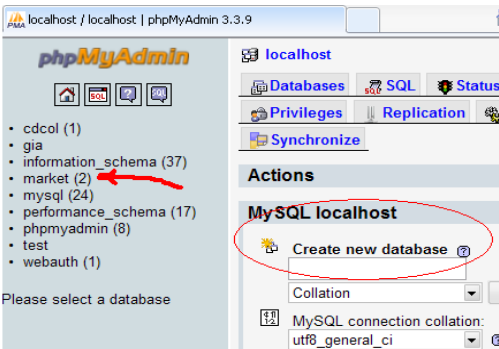 localhost / localhost | phpMyAdmin 3.3.9
PMA
phpMyAdmin
SQL
cdcol (1)
gia
information_schema (37)
market (2)
mysql (24)
performance_schema (17)
phpmyadmin (8)
test
webauth (1)
Please select a database
localhost
Databases
SQL
Status
Privileges
Replication
Synchronize
Actions
MySQL localhost
Create new database
Collation
MySQL connection collation:
utf8_general_ci